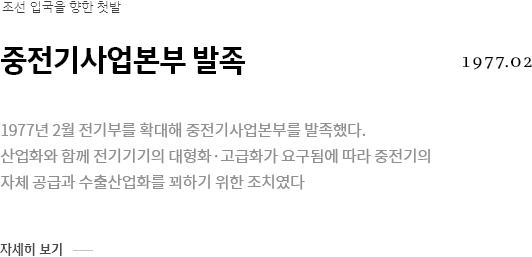 조선 입국을 향한 첫발
중전기사업본부 발족
1977.02
1977년 2월 전기부를 확대해 중전기사업본부를 발족했다.
산업화와 함께 전기기기의 대형화·고급화가 요구됨에 따라 중전기의
자체 공급과 수출산업화를 꾀하기 위한 조치였다
자세히 보기